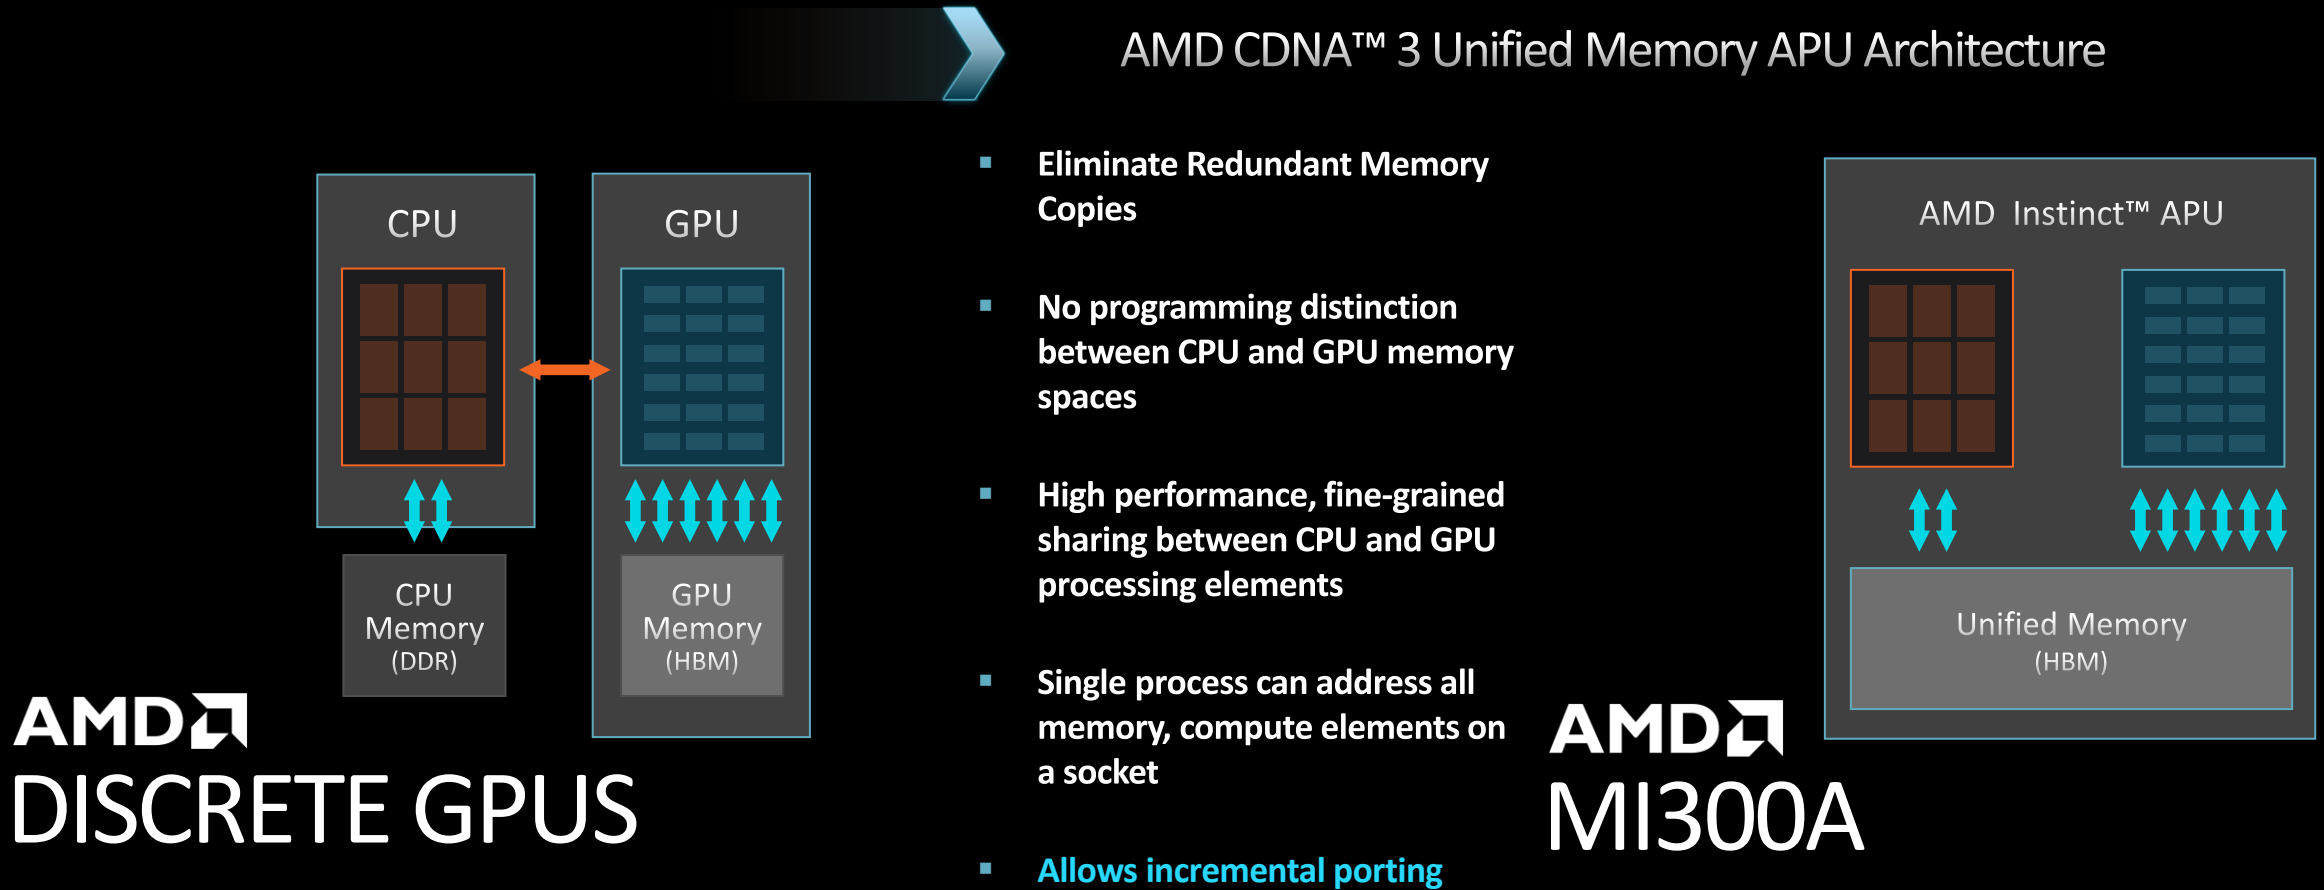 AMD CDNA™ 3 Unified Memory APU Architecture
CPU
GPU
CPU
Memory
(DDR)
GPU
Memory
(HBM)
AMD
DISCRETE GPUS
Eliminate Redundant Memory
Copies
No programming distinction
between CPU and GPU memory
spaces
High performance, fine-grained
sharing between CPU and GPU
processing elements
Single process can address all
memory, compute elements on
a socket
Allows incremental porting
AMD Instinct™ APU
Unified Memory
(HBM)
AMD
MI300A